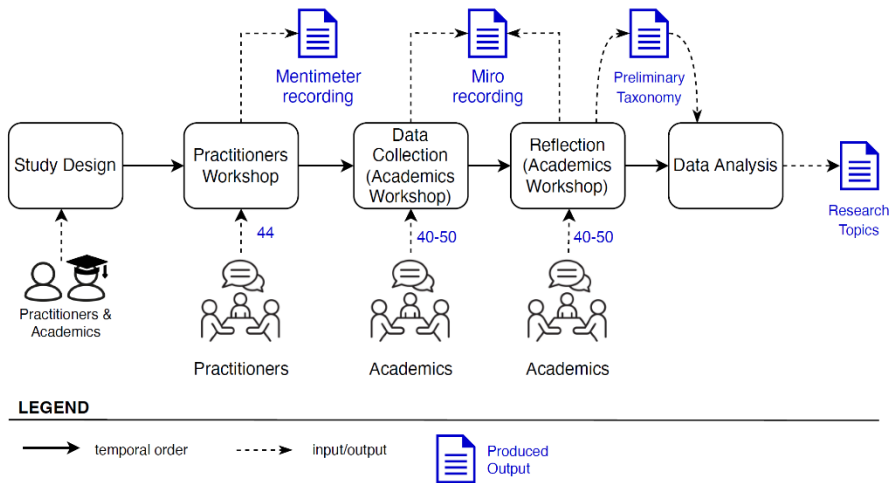 Mentimeter
recording
Miro
recording
Preliminary
Taxonomy
Study Design
Practitioners
Workshop
Data
Collection
(Academics
Workshop)
Reflection
(Academics
Workshop)
Data Analysis
Research
Topics
44
40-50
40-50
Practitioners &
Academics
Practitioners
Academics
Academics
LEGEND
temporal order
input/output
Produced
Output